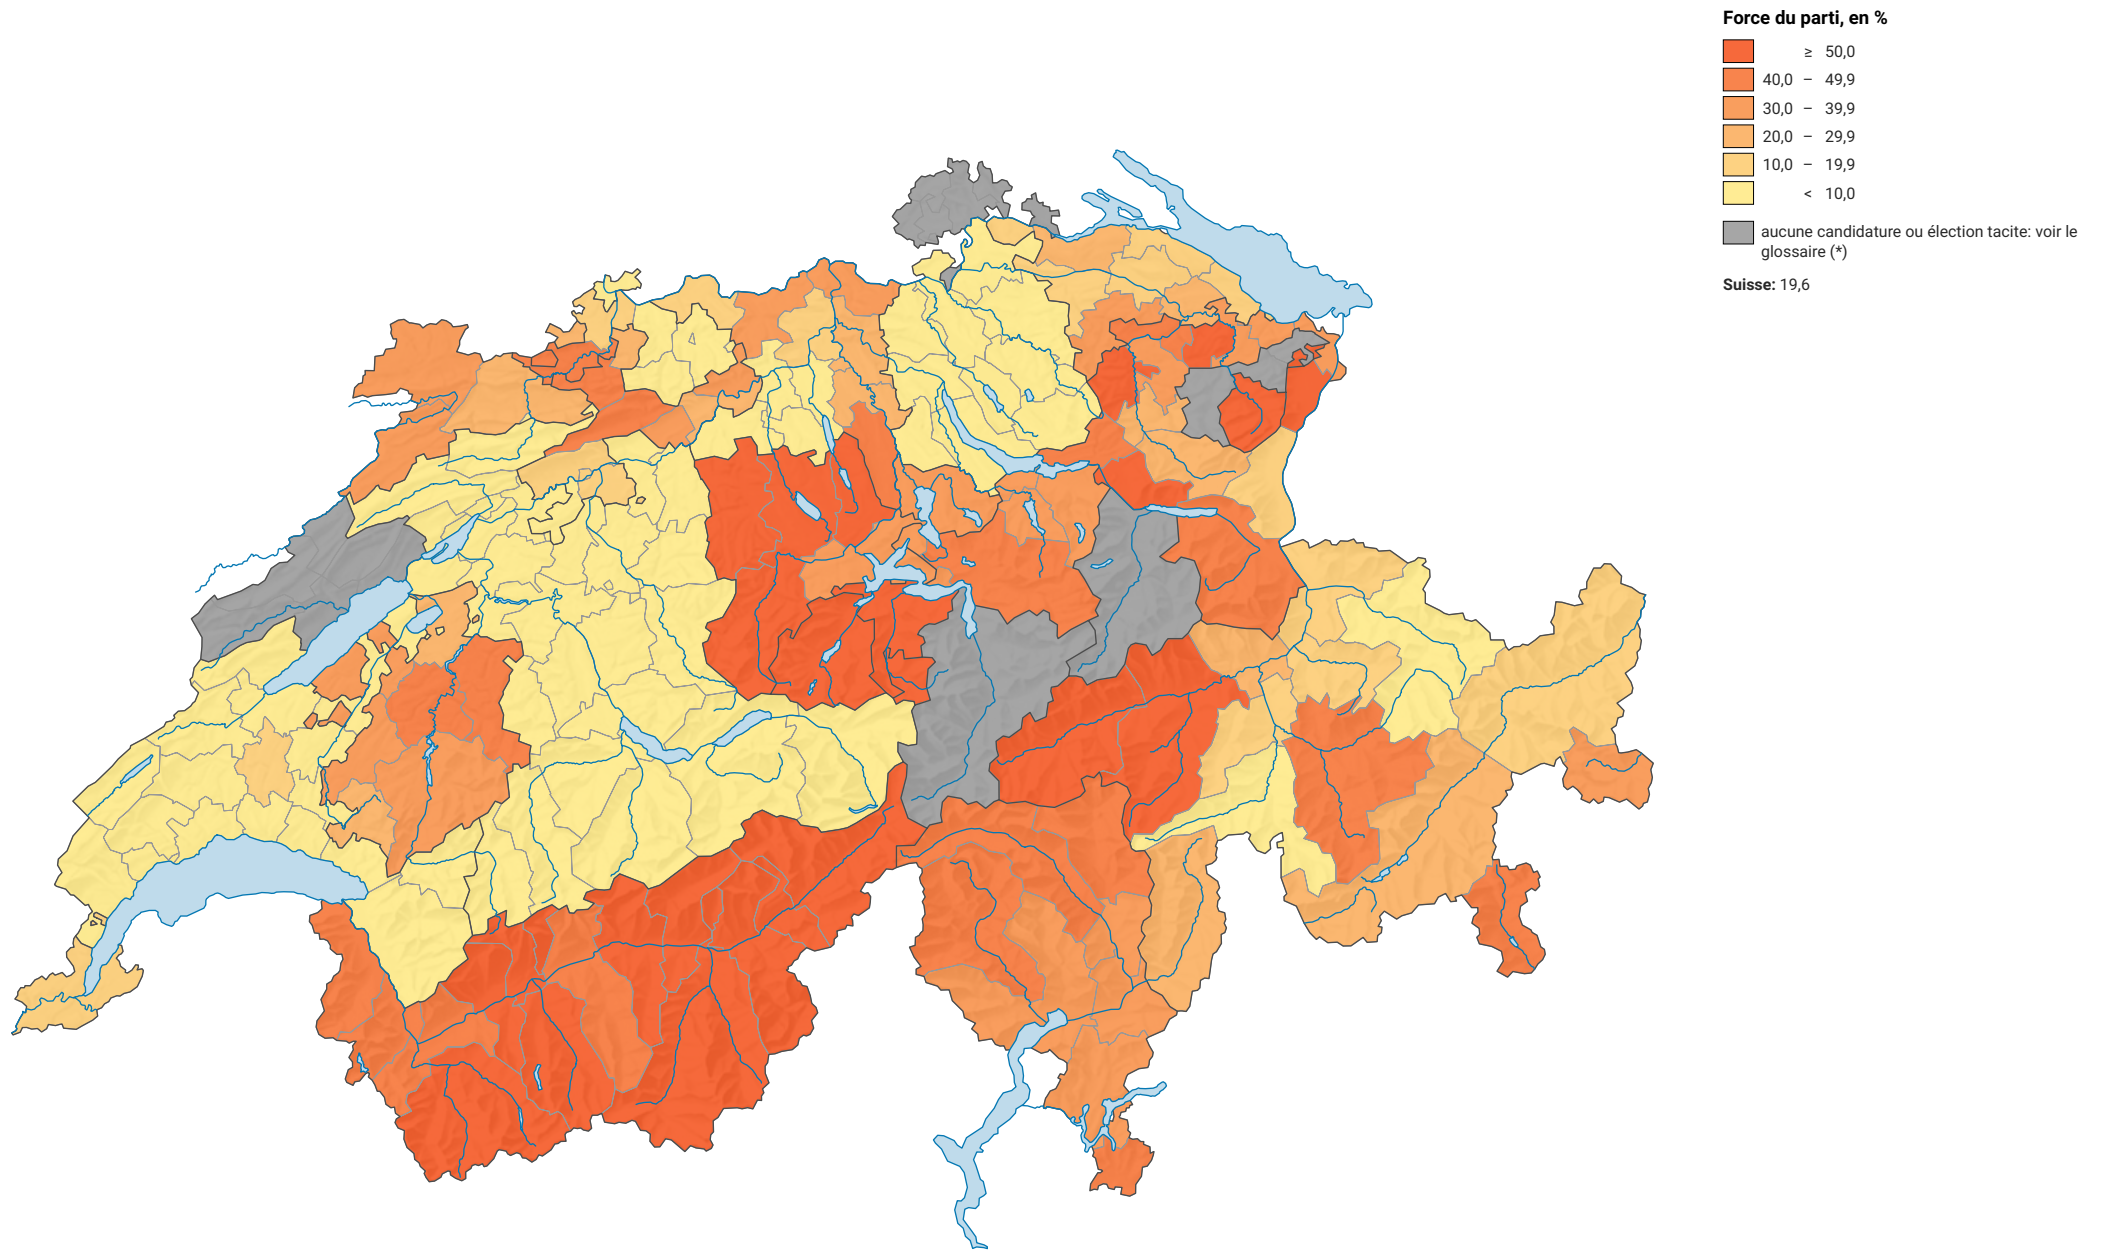 Force du parti, en %
≥ 50,0
40,0 – 49,9
30,0 – 39,9
20,0 – 29,9
10,0 – 19,9
< 10,0
aucune candidature ou élection tacite: voir le
glossaire (*)
Suisse: 19,6